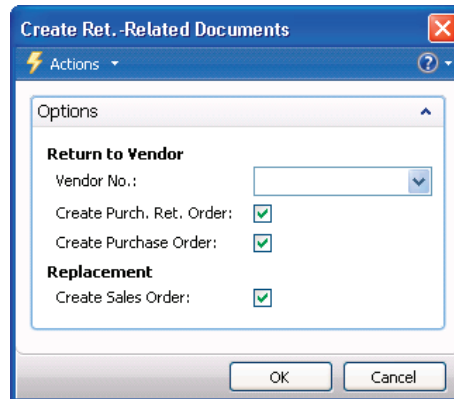 Create Ret.-Related Documents
Actions
Options
Return to Vendor
Vendor No.:
Create Purch. Ret. Order:
Create Purchase Order:
Replacement
Create Sales Order:
OK Cancel